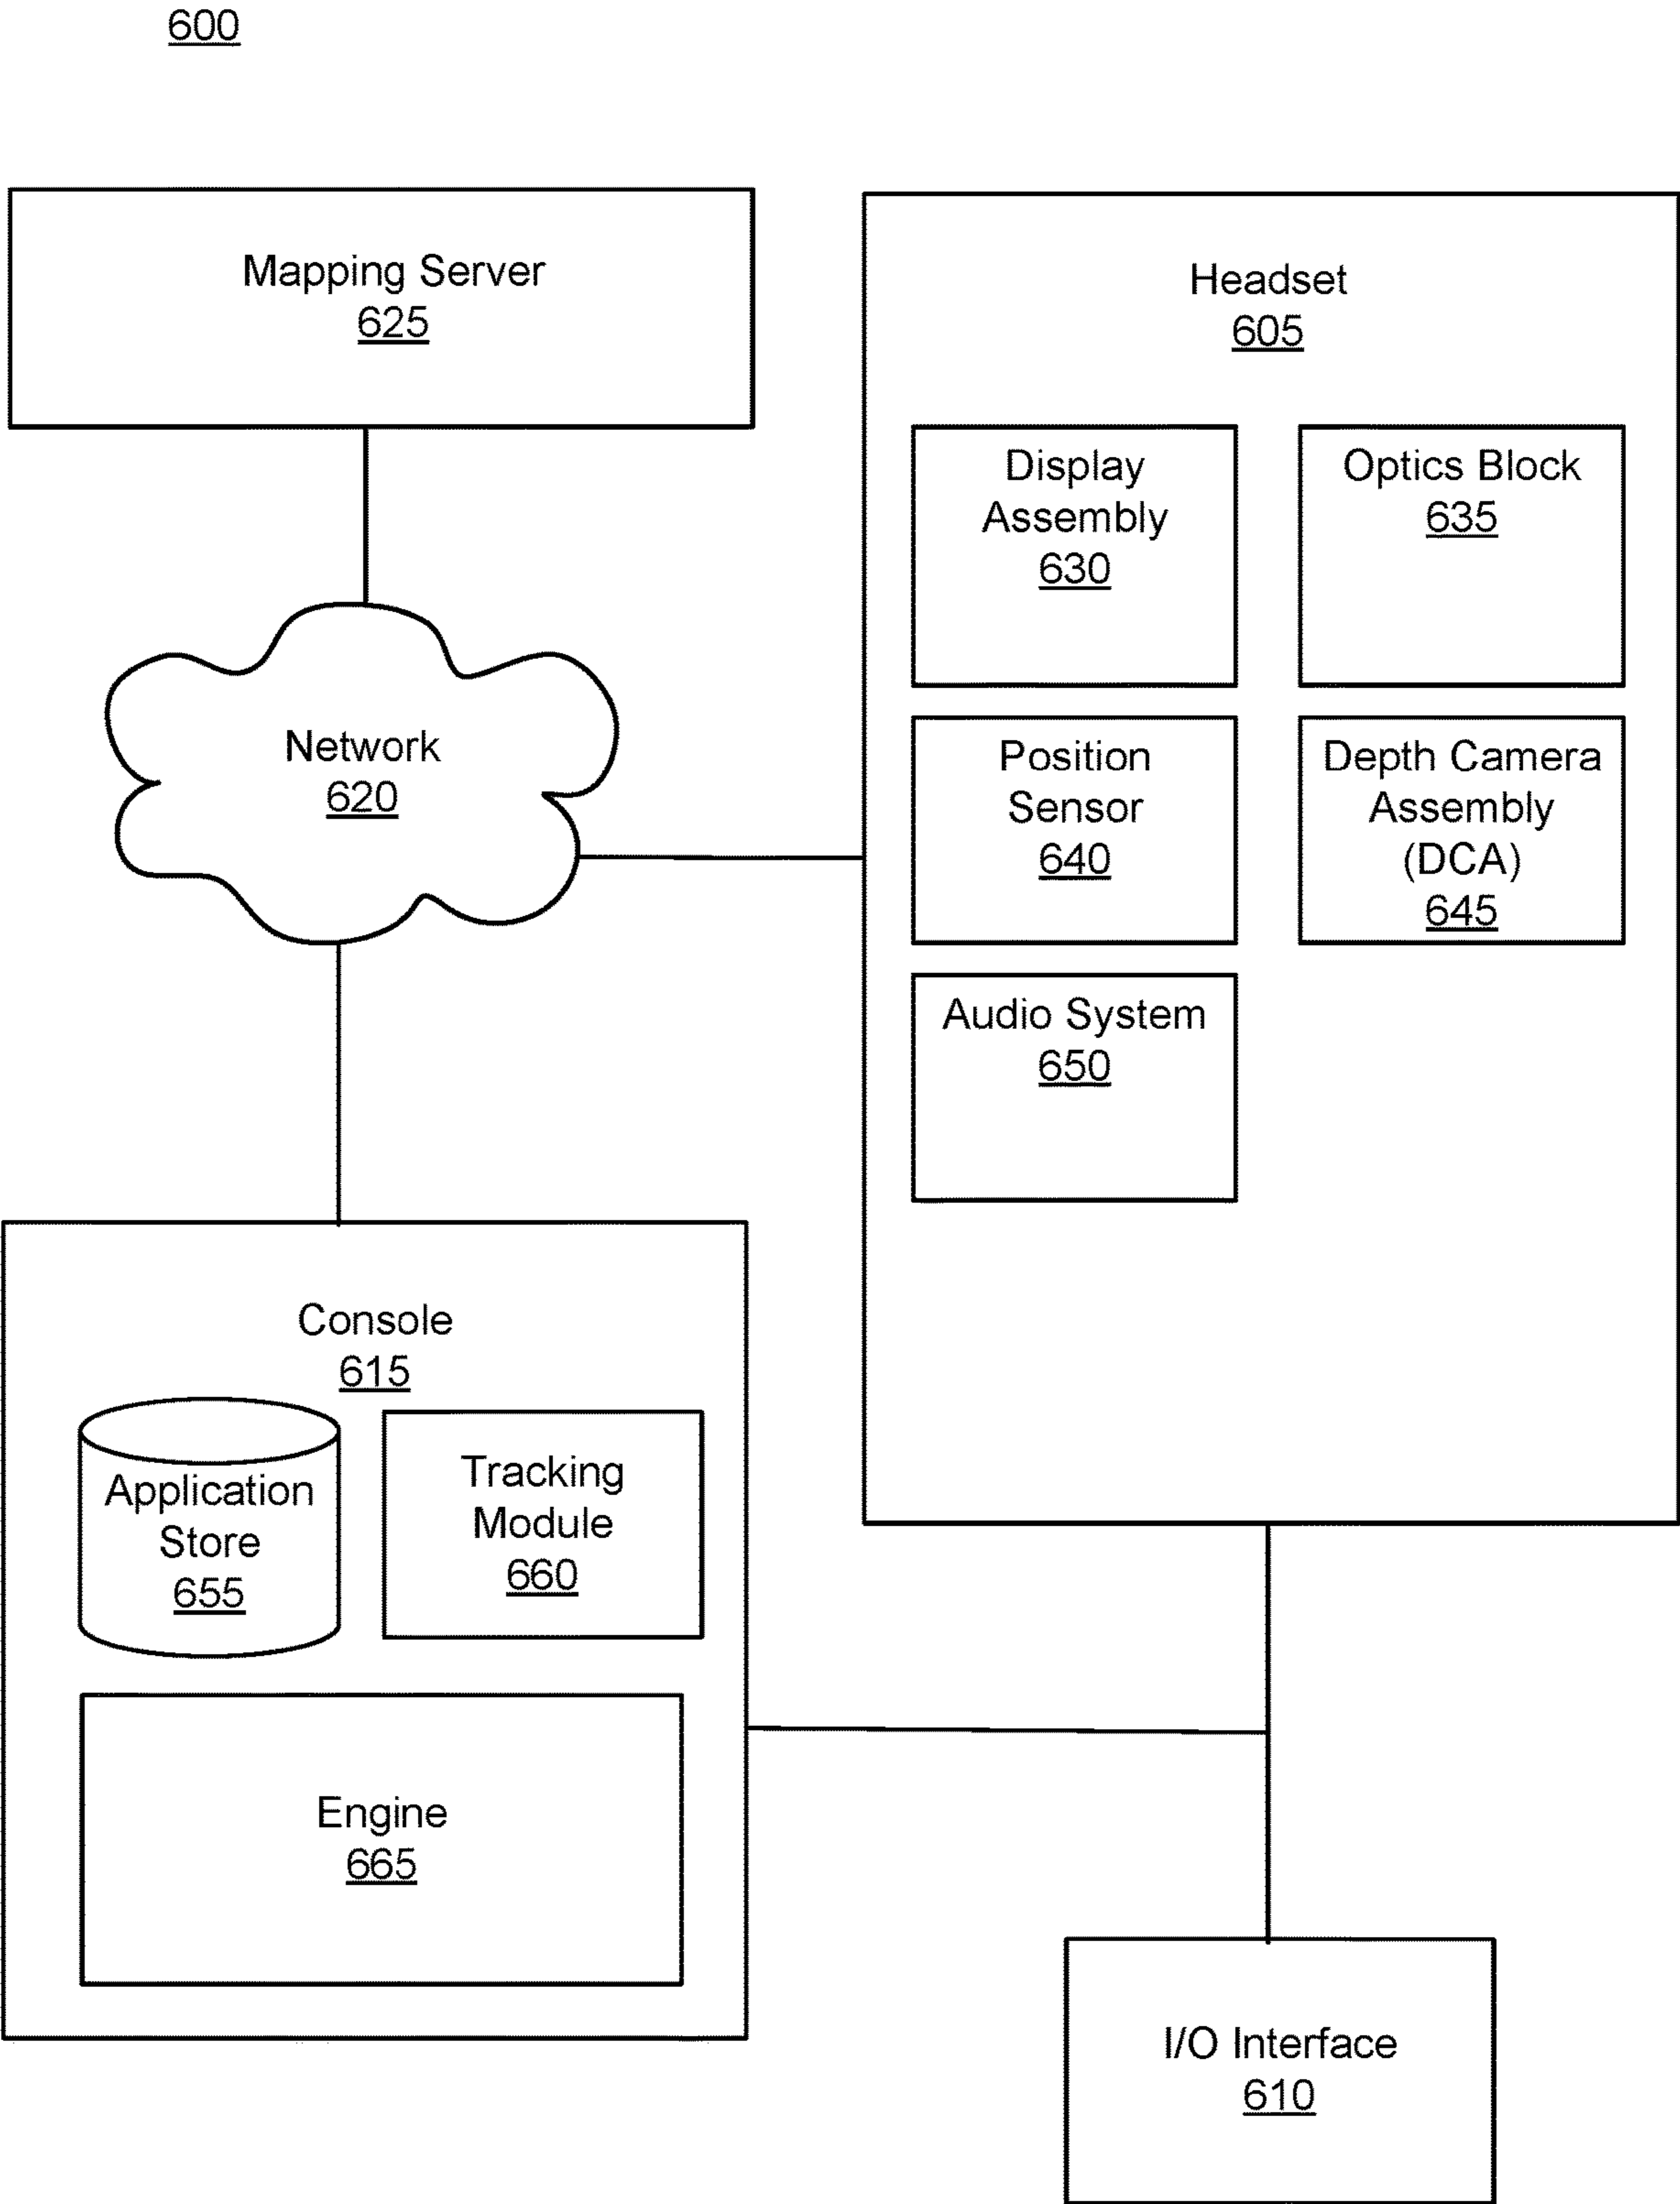 600
Mapping Server
625
Headset
605
Display
Assembly
630
Optics Block
635
Position
Sensor
640
Depth Camera
Assembly
(DCA)
645
Audio System
650
Network
620
Console
615
Application
Store
655
Tracking
Module
660
Engine
665
I/O Interface
610